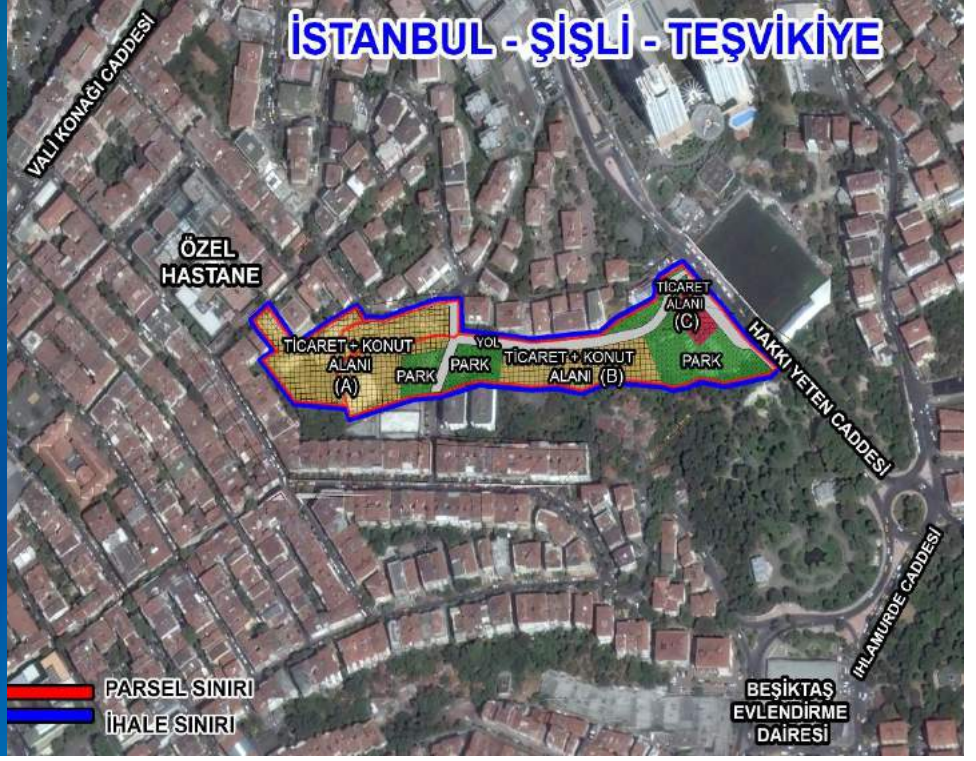 İSTANBUL - ŞİŞLİ - TEŞVİKİYE
VALİ KONAĞI CADDESİ
ÖZEL
HASTANE
TİCARET
ALANI
(C)
TİCARET + KONUT
ALANI
(A)
PARK
PARK
YOL
TİCARET + KONUT
ALANI (B)
PARK
HAKKI YETEN CADDESİ
IHLAMURDE CADDESİ
PARSEL SINIRI
İHALE SINIRI
BEŞİKTAŞ
EVLENDİRME
DAİRESİ